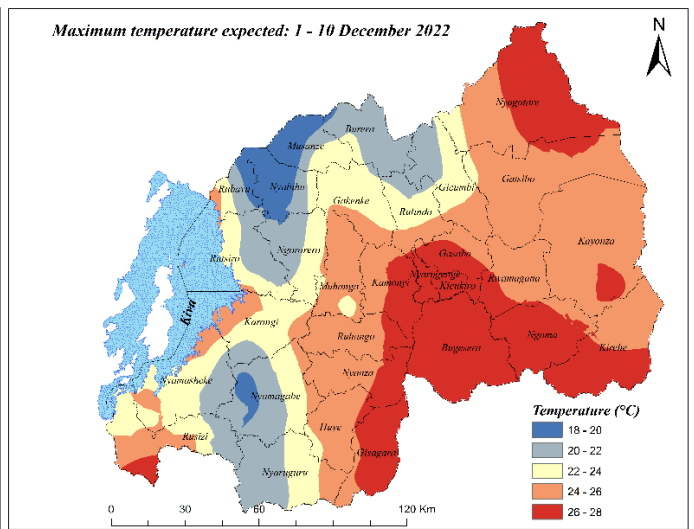 Maximum temperature expected: 1 - 10 December 2022
N
Nyagatare
Burera
Musanze
Rubavu
Nyabihu
Gicumbi
Gatsibo
Gakenke
Rulindo
Ngororero
Rutsiro
Kayonza
Gasabo
Nyarugenge
Kicukiro
Rwamagana
Muhanga
Kamonyi
Kivu
Karongi
Ruhango
Bugesera
Ngoma
Kirehe
Nyanza
Nyamasheke
Nyamagabe
Huye
Rusizi
Gisagara
Nyaruguru
Temperature (°C)
18 - 20
20 - 22
22 - 24
24 - 26
26 - 28
0 30 60 120 Km